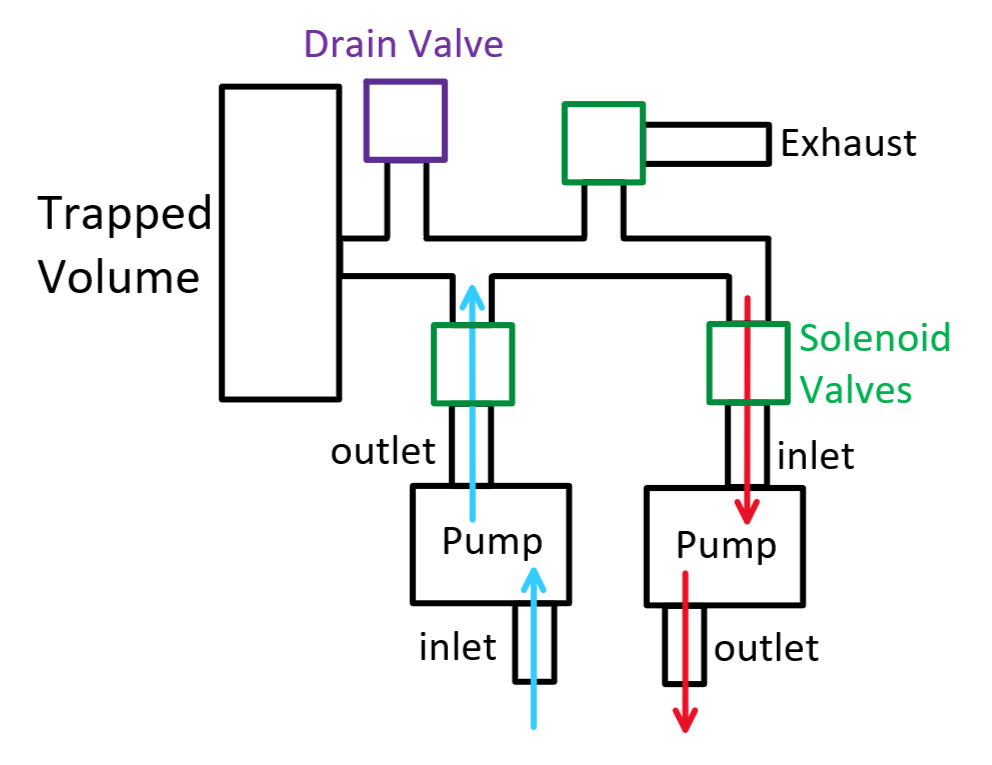 Drain Valve
Exhaust
Trapped
Volume
Solenoid
Valves
outlet
inlet
Pump
Pump
inlet
outlet